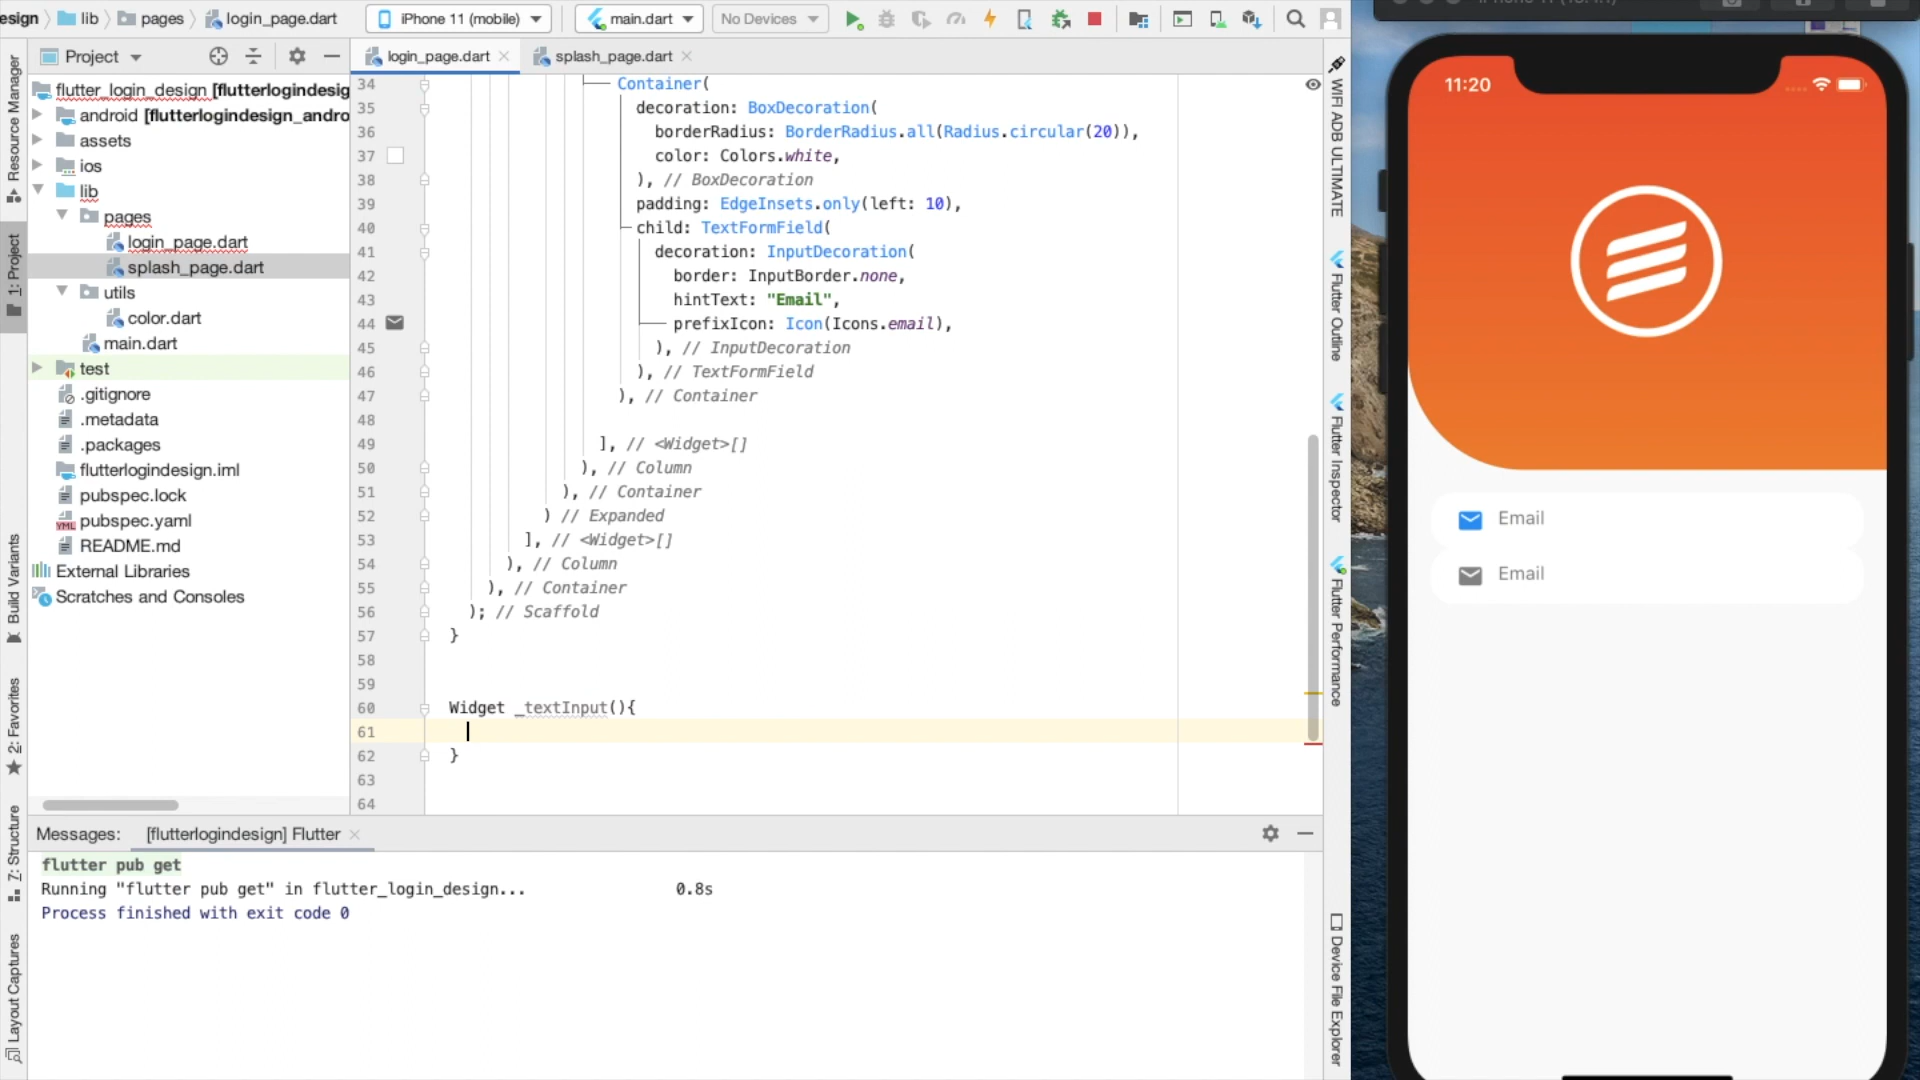 esign
lib
pages
login_page.dart
iPhone 11 (mobile)
main.dart
No Devices
Project
login_page.dart
splash_page.dart
flutter_login_design [flutterlogindesig
android [flutterlogindesign_andro
assets
ios
lib
pages
login_page.dart
splash_page.dart
utils
color.dart
main.dart
test
.gitignore
.metadata
.packages
flutterlogindesign.iml
pubspec.lock
pubspec.yaml
README.md
External Libraries
Scratches and Consoles
Resource Manager
1: Project
Build Variants
2: Favorites
7: Structure
Layout Captures
34 Container(
35 decoration: BoxDecoration(
36 borderRadius: BorderRadius.all(Radius.circular(20)),
37 color: Colors.white,
38 ), // BoxDecoration
39 padding: EdgeInsets.only(left: 10),
40 child: TextFormField(
41 decoration: InputDecoration(
42 border: InputBorder.none,
43 hintText: "Email",
44 prefixIcon: Icon(Icons.email),
45 ), // InputDecoration
46 ), // TextFormField
47 ), // Container
48
49 ], // <Widget>[]
50 ), // Column
51 ), // Container
52 ) // Expanded
53 ], // <Widget>[]
54 ), // Column
55 ), // Container
56 ); // Scaffold
57 }
58
59
60 Widget _textInput(){
61
62 }
63
64
WIFI ADB ULTIMATE
Flutter Outline
Flutter Inspector
Flutter Performance
Device File Explorer
Messages:
[flutterlogindesign] Flutter
flutter pub get
Running "flutter pub get" in flutter_login_design... 0.8s
Process finished with exit code 0
11:20
Email
Email